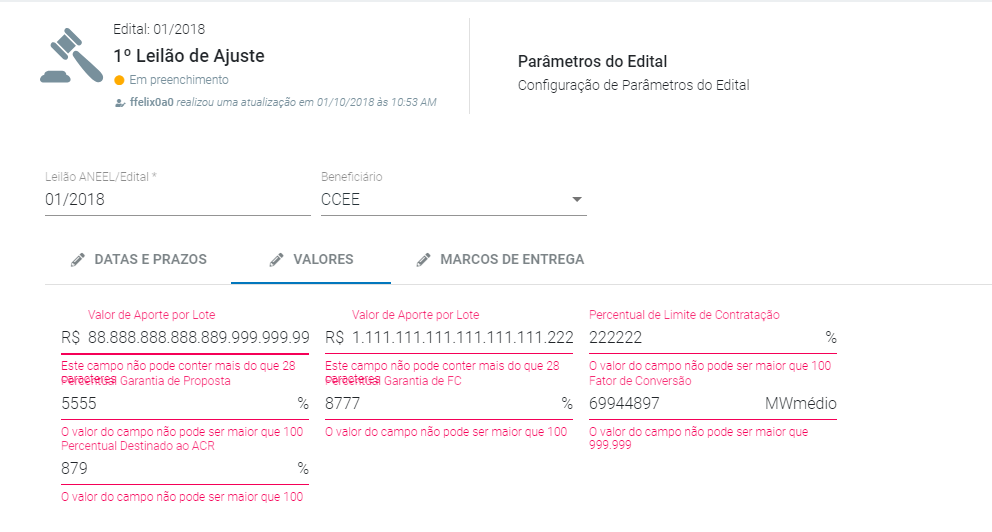 Edital: 01/2018
1º Leilão de Ajuste
Em preenchimento
ffelix0a0 realizou uma atualização em 01/10/2018 às 10:53 AM
Parâmetros do Edital
Configuração de Parâmetros do Edital
Leilão ANEEL/Edital *
01/2018
Beneficiário
CCEE
DATAS E PRAZOS
VALORES
MARCOS DE ENTREGA
Valor de Aporte por Lote
R$ 88.888.888.888.889.999.999.99
Este campo não pode conter mais do que 28
caracteres
Valor de Aporte por Lote
R$ 1.111.111.111.111.111.111.222
Este campo não pode conter mais do que 28
caracteres
Percentual de Limite de Contratação
222222 %
O valor do campo não pode ser maior que 100
Percentual Garantia de Proposta
5555 %
O valor do campo não pode ser maior que 100
Percentual Garantia de FC
8777 %
O valor do campo não pode ser maior que 100
Fator de Conversão
69944897 MWmédio
O valor do campo não pode ser maior que
999.999
Percentual Destinado ao ACR
879 %
O valor do campo não pode ser maior que 100